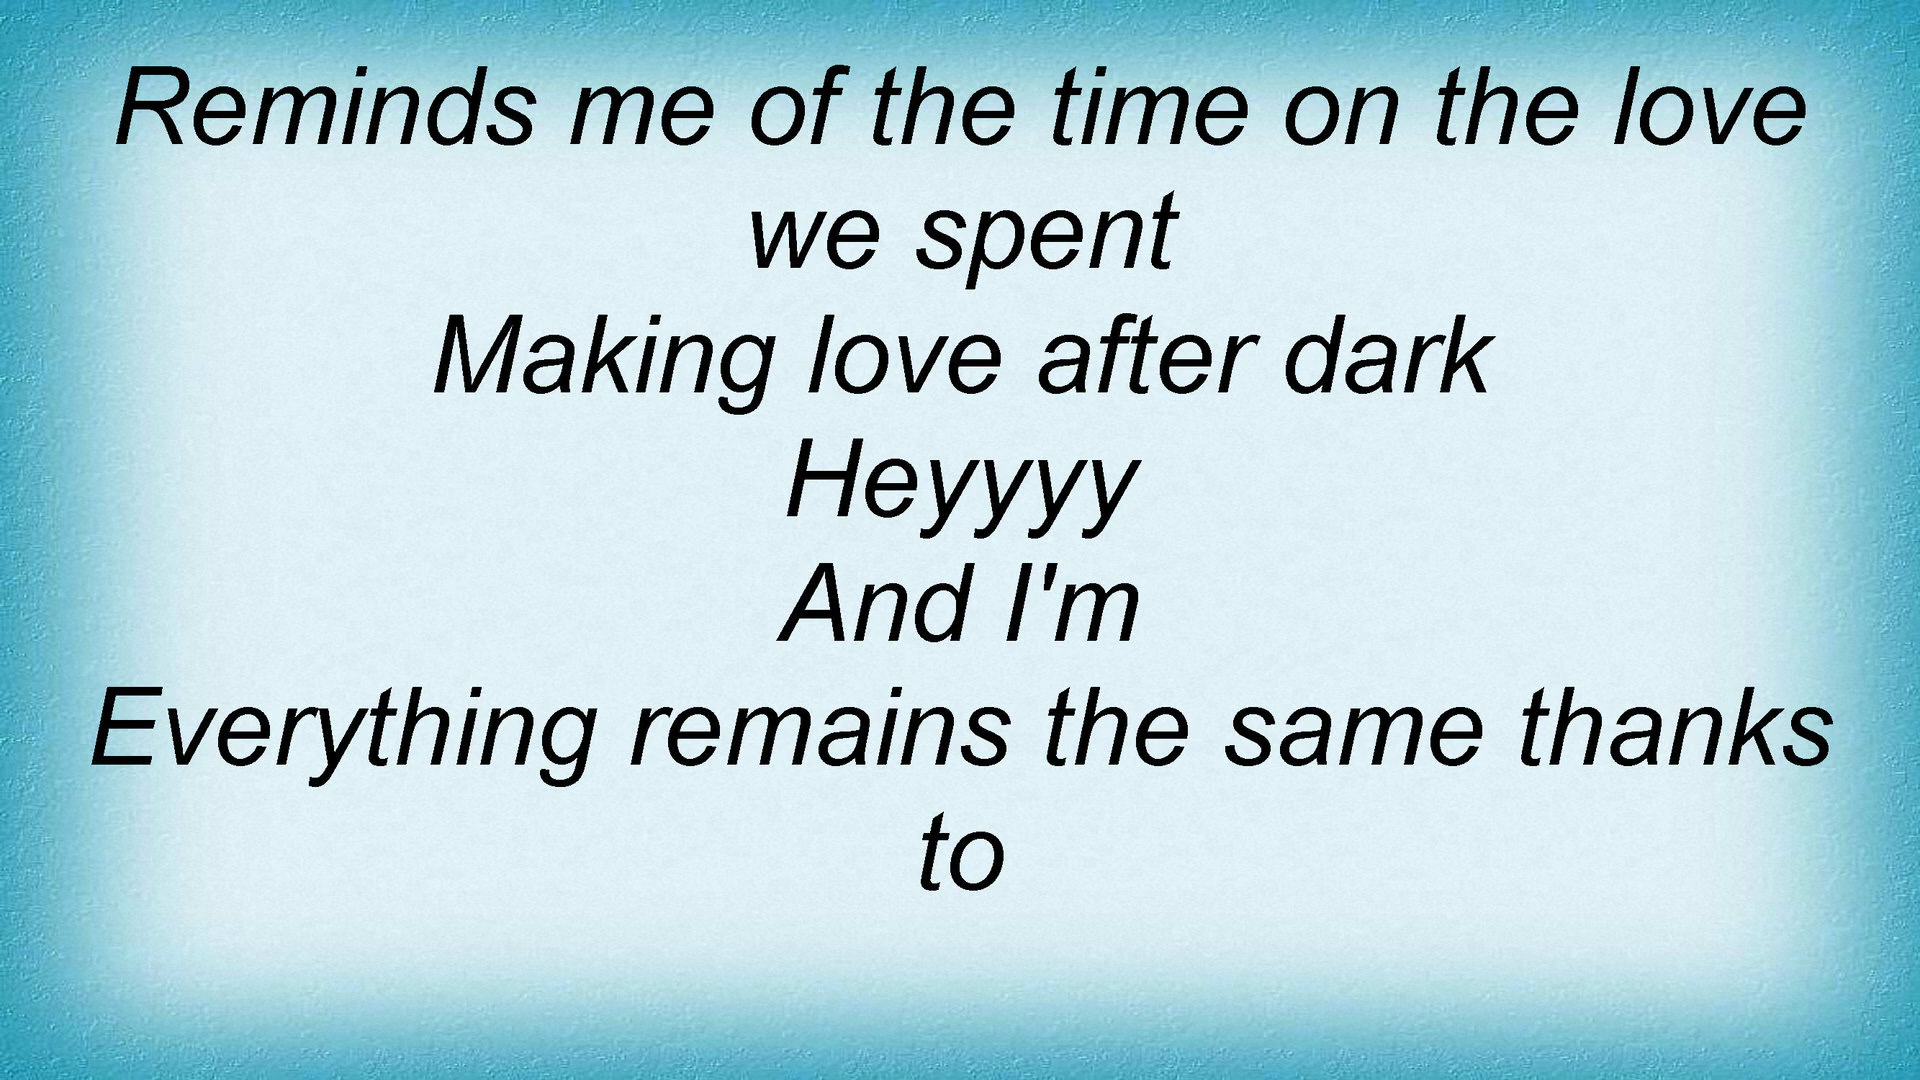 Reminds me of the time on the love
we spent
Making love after dark
Heyyyy
And I'm
Everything remains the same thanks
to